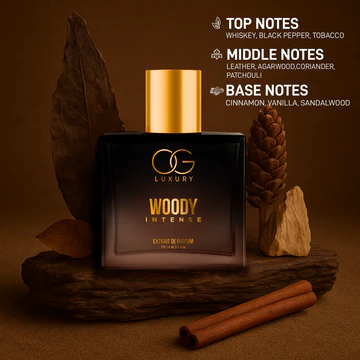 TOP NOTES
WHISKEY, BLACK PEPPER, TOBACCO
MIDDLE NOTES
LEATHER, AGARWOOD,CORIANDER,
PATCHOULI
BASE NOTES
CINNAMON, VANILLA, SANDALWOOD
OG
LUXURY
WOODY
INTENSE
EXTRAIT DE PARFUM